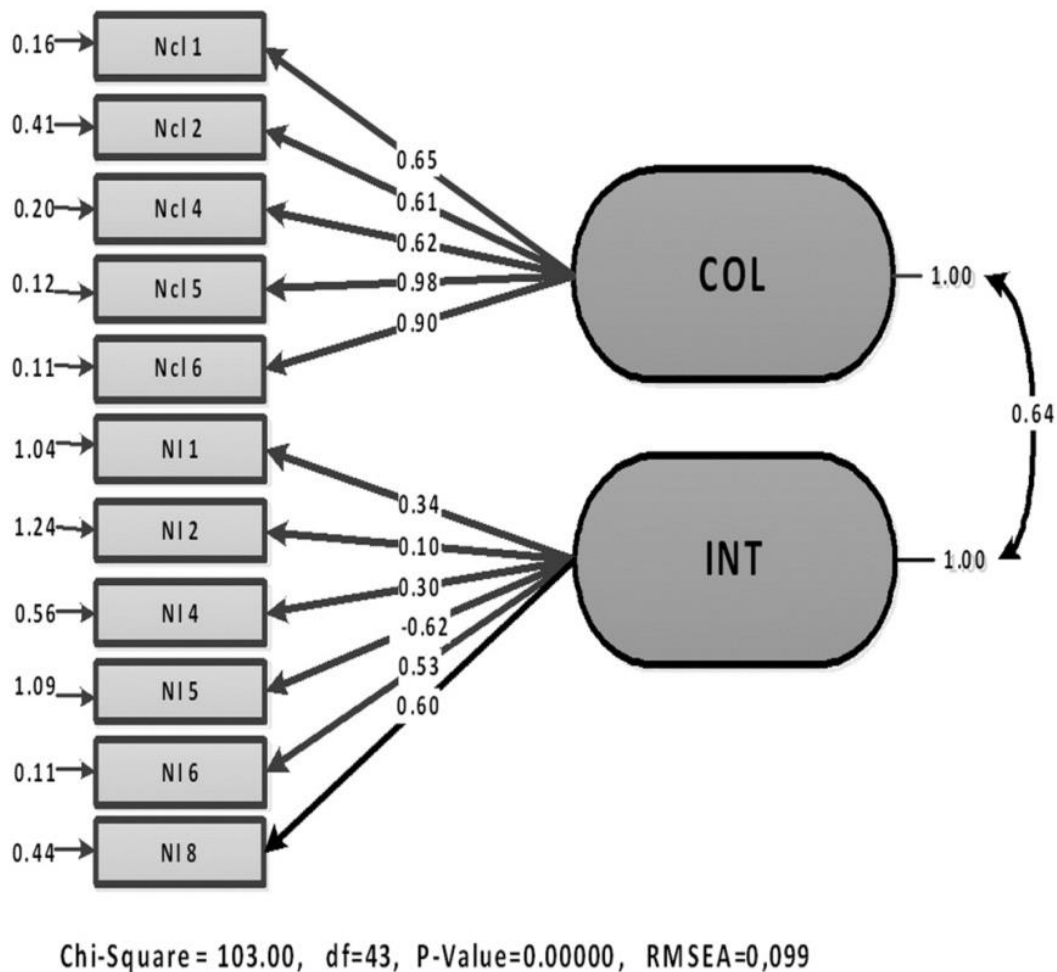 0.16 Ncl 1
0.41 Ncl 2
0.65
0.20 Ncl 4
0.61
0.62
0.12 Ncl 5
0.98
COL
1.00
0.11 Ncl 6
0.90
0.64
1.04 NI 1
0.34
1.24 NI 2
0.10
INT
1.00
0.56 NI 4
0.30
-0.62
1.09 NI 5
0.53
0.60
0.11 NI 6
0.44 NI 8
Chi-Square = 103.00, df=43, P-Value=0.00000, RMSEA=0,099